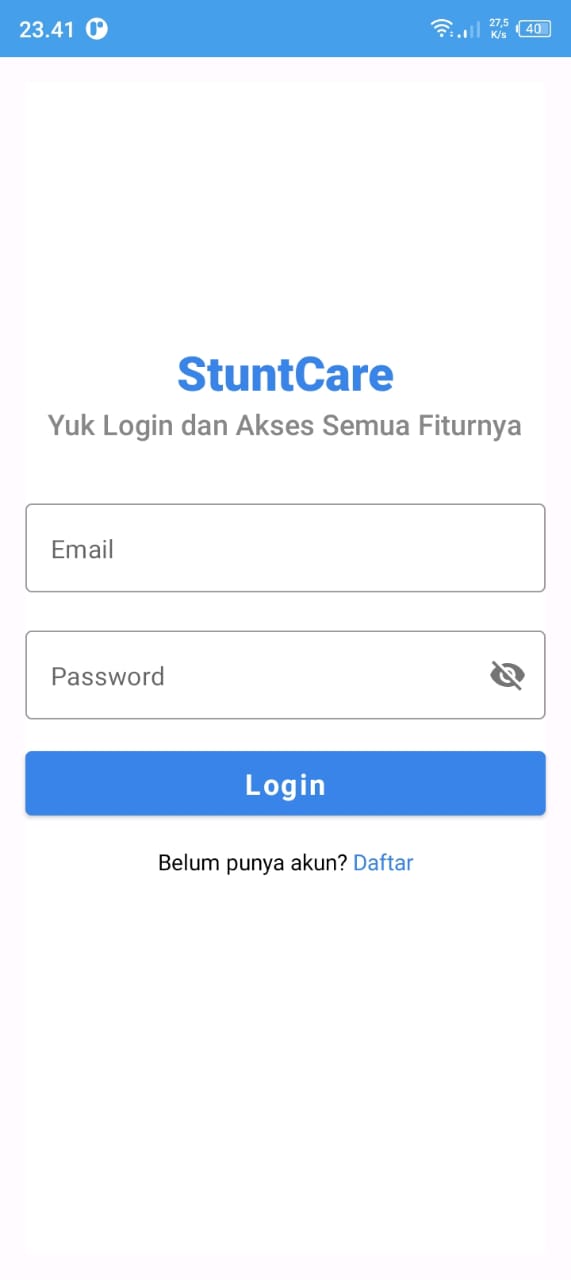 23.41
27,5
K/s
40
StuntCare
Yuk Login dan Akses Semua Fiturnya
Email
Password
Login
Belum punya akun? Daftar